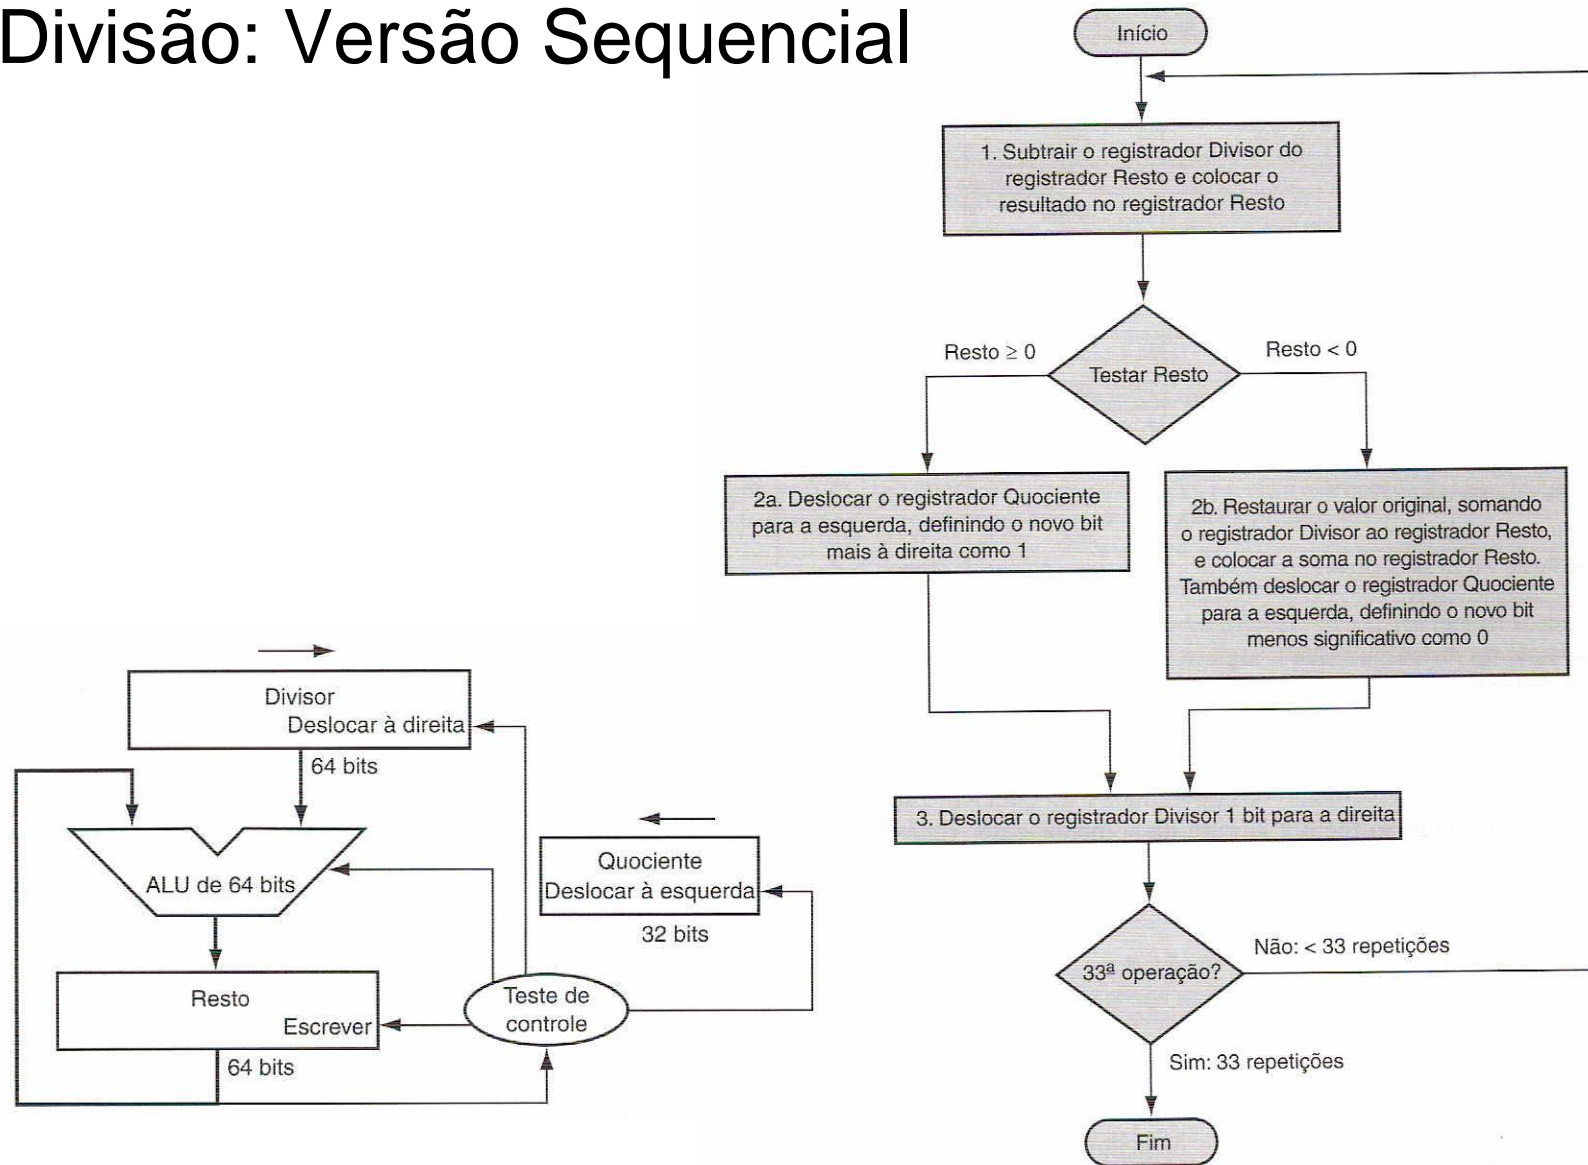 Divisão: Versão Sequencial
Início
1. Subtrair o registrador Divisor do
registrador Resto e colocar o
resultado no registrador Resto
Resto ≥ 0
Resto < 0
Testar Resto
2a. Deslocar o registrador Quociente
para a esquerda, definindo o novo bit
mais à direita como 1
2b. Restaurar o valor original, somando
o registrador Divisor ao registrador Resto,
e colocar a soma no registrador Resto.
Também deslocar o registrador Quociente
para a esquerda, definindo o novo bit
menos significativo como 0
3. Deslocar o registrador Divisor 1 bit para a direita
33ª operação?
Não: < 33 repetições
Sim: 33 repetições
Fim
Divisor
Deslocar à direita
64 bits
ALU de 64 bits
Quociente
Deslocar à esquerda
32 bits
Resto
Escrever
64 bits
Teste de
controle